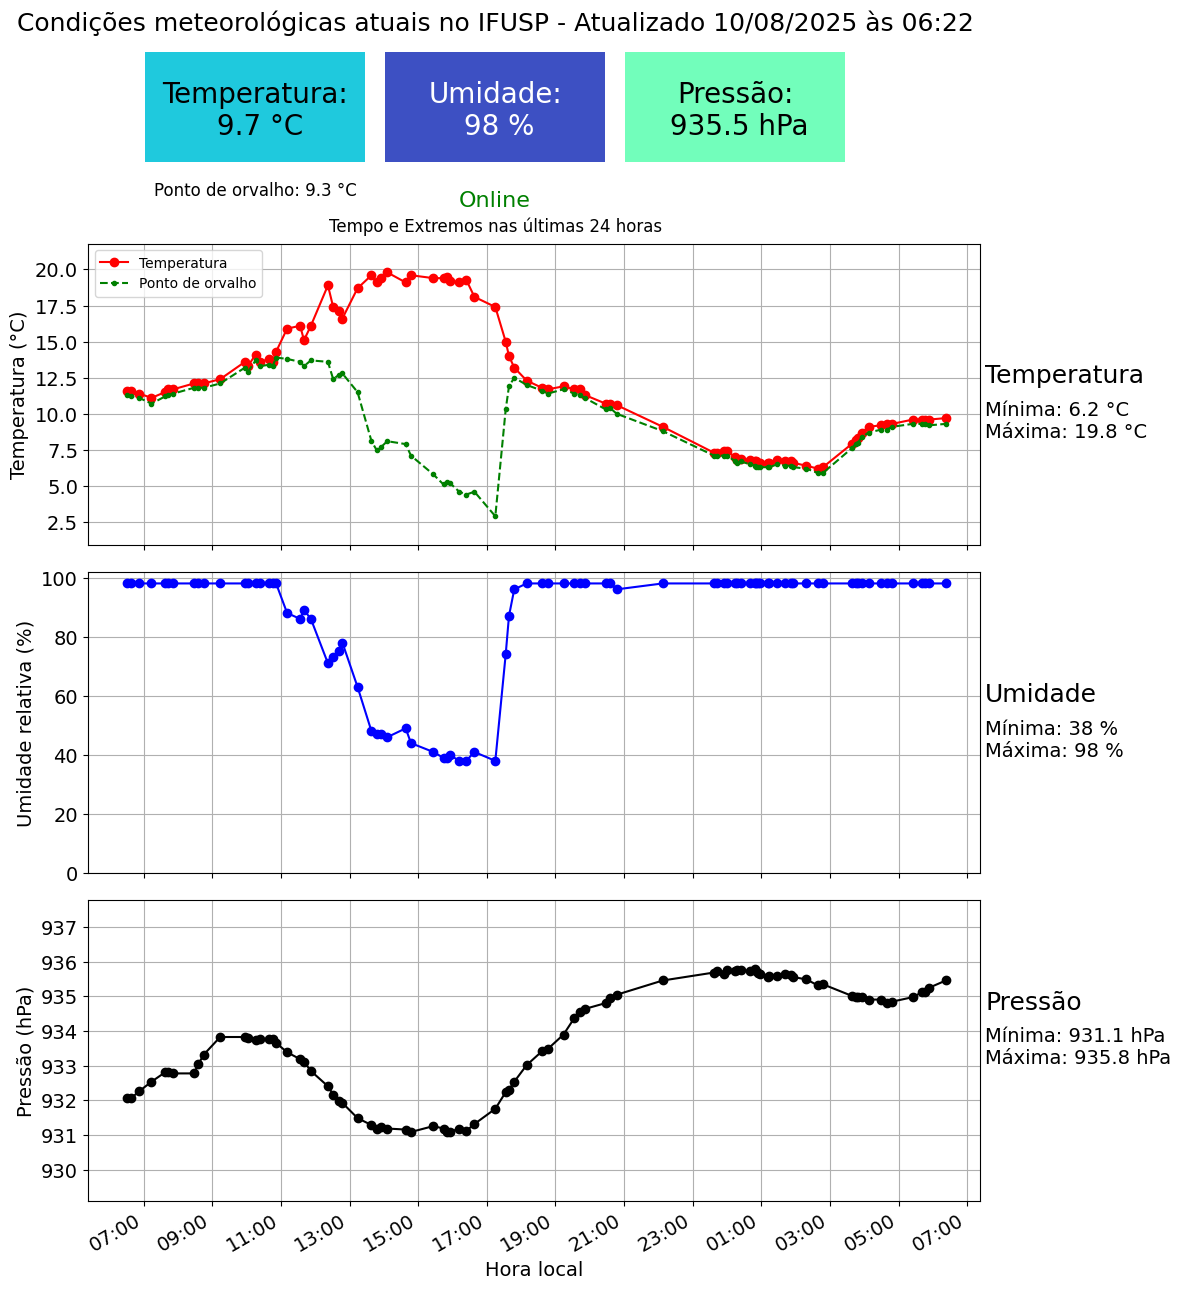 Condições meteorológicas atuais no IFUSP - Atualizado 10/08/2025 às 06:22
Temperatura:
9.7 °C
Umidade:
98 %
Pressão:
935.5 hPa
Ponto de orvalho: 9.3 °C
Online
Tempo e Extremos nas últimas 24 horas
Temperatura (°C)
20.0
17.5
15.0
12.5
10.0
7.5
5.0
2.5
Temperatura
Ponto de orvalho
Temperatura
Mínima: 6.2 °C
Máxima: 19.8 °C
Umidade relativa (%)
100
80
60
40
20
0
Umidade
Mínima: 38 %
Máxima: 98 %
Pressão (hPa)
937
936
935
934
933
932
931
930
Pressão
Mínima: 931.1 hPa
Máxima: 935.8 hPa
07:00
09:00
11:00
13:00
15:00
17:00
19:00
21:00
23:00
01:00
03:00
05:00
07:00
Hora local